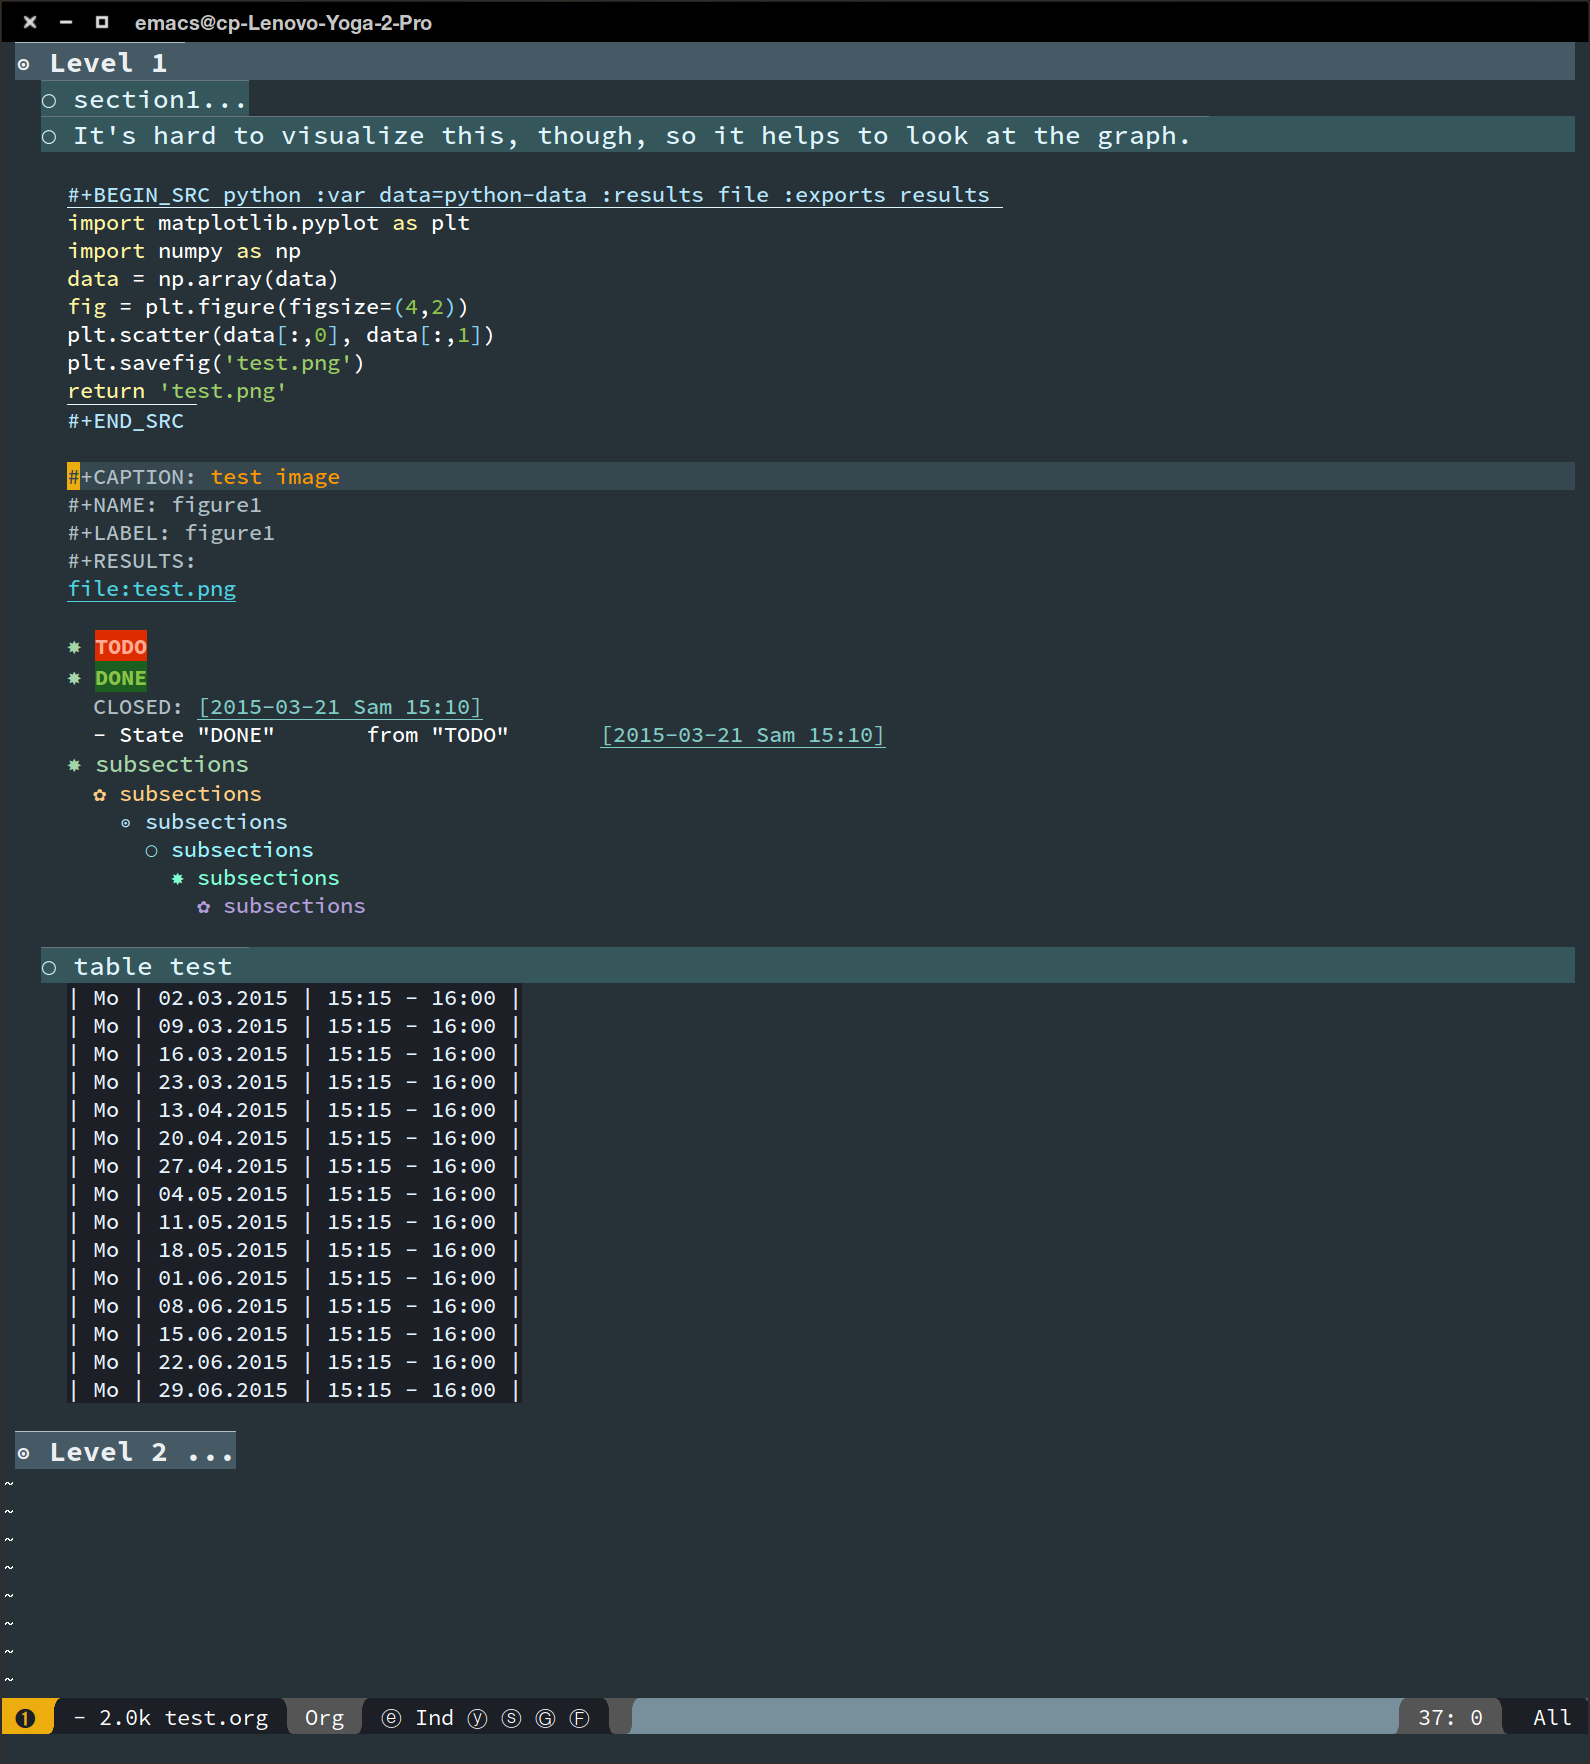 emacs@cp-Lenovo-Yoga-2-Pro
Level 1
section1...
It's hard to visualize this, though, so it helps to look at the graph.
#+BEGIN_SRC python :var data=python-data :results file :exports results
import matplotlib.pyplot as plt
import numpy as np
data = np.array(data)
fig = plt.figure(figsize=(4,2))
plt.scatter(data[:,0], data[:,1])
plt.savefig('test.png')
return 'test.png'
#+END_SRC
#+CAPTION: test image
#+NAME: figure1
#+LABEL: figure1
#+RESULTS:
file:test.png
✸ TODO
✸ DONE
CLOSED: [2015-03-21 Sam 15:10]
- State "DONE"       from "TODO"       [2015-03-21 Sam 15:10]
✸ subsections
✿ subsections
subsections
○ subsections
✸ subsections
✿ subsections
○ table test
| Mo | 02.03.2015 | 15:15 - 16:00 |
| Mo | 09.03.2015 | 15:15 - 16:00 |
| Mo | 16.03.2015 | 15:15 - 16:00 |
| Mo | 23.03.2015 | 15:15 - 16:00 |
| Mo | 13.04.2015 | 15:15 - 16:00 |
| Mo | 20.04.2015 | 15:15 - 16:00 |
| Mo | 27.04.2015 | 15:15 - 16:00 |
| Mo | 04.05.2015 | 15:15 - 16:00 |
| Mo | 11.05.2015 | 15:15 - 16:00 |
| Mo | 18.05.2015 | 15:15 - 16:00 |
| Mo | 01.06.2015 | 15:15 - 16:00 |
| Mo | 08.06.2015 | 15:15 - 16:00 |
| Mo | 15.06.2015 | 15:15 - 16:00 |
| Mo | 22.06.2015 | 15:15 - 16:00 |
| Mo | 29.06.2015 | 15:15 - 16:00 |
Level 2 ...
~
~
~
~
~
~
~
~
❶ - 2.0k test.org Org ⓔ Ind ⓨ ⓢ Ⓖ Ⓕ 37: 0 All